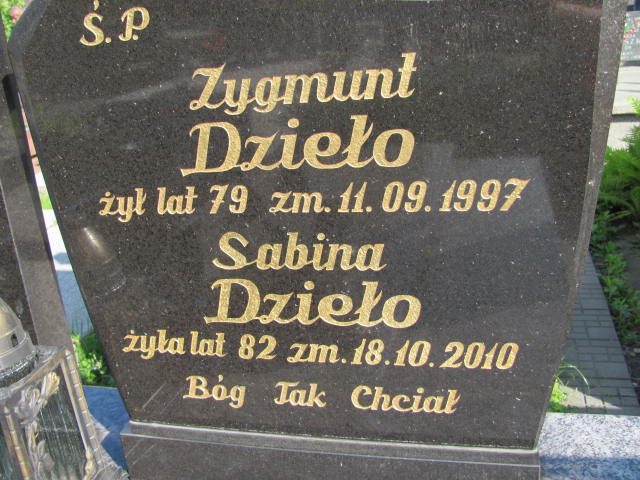 Ś.P.
Zygmunt
Dzieło
żył lat 79 zm. 11. 09. 1997
Sabina
Dzieło
żyła lat 82 zm. 18. 10. 2010
Bóg Tak Chciał